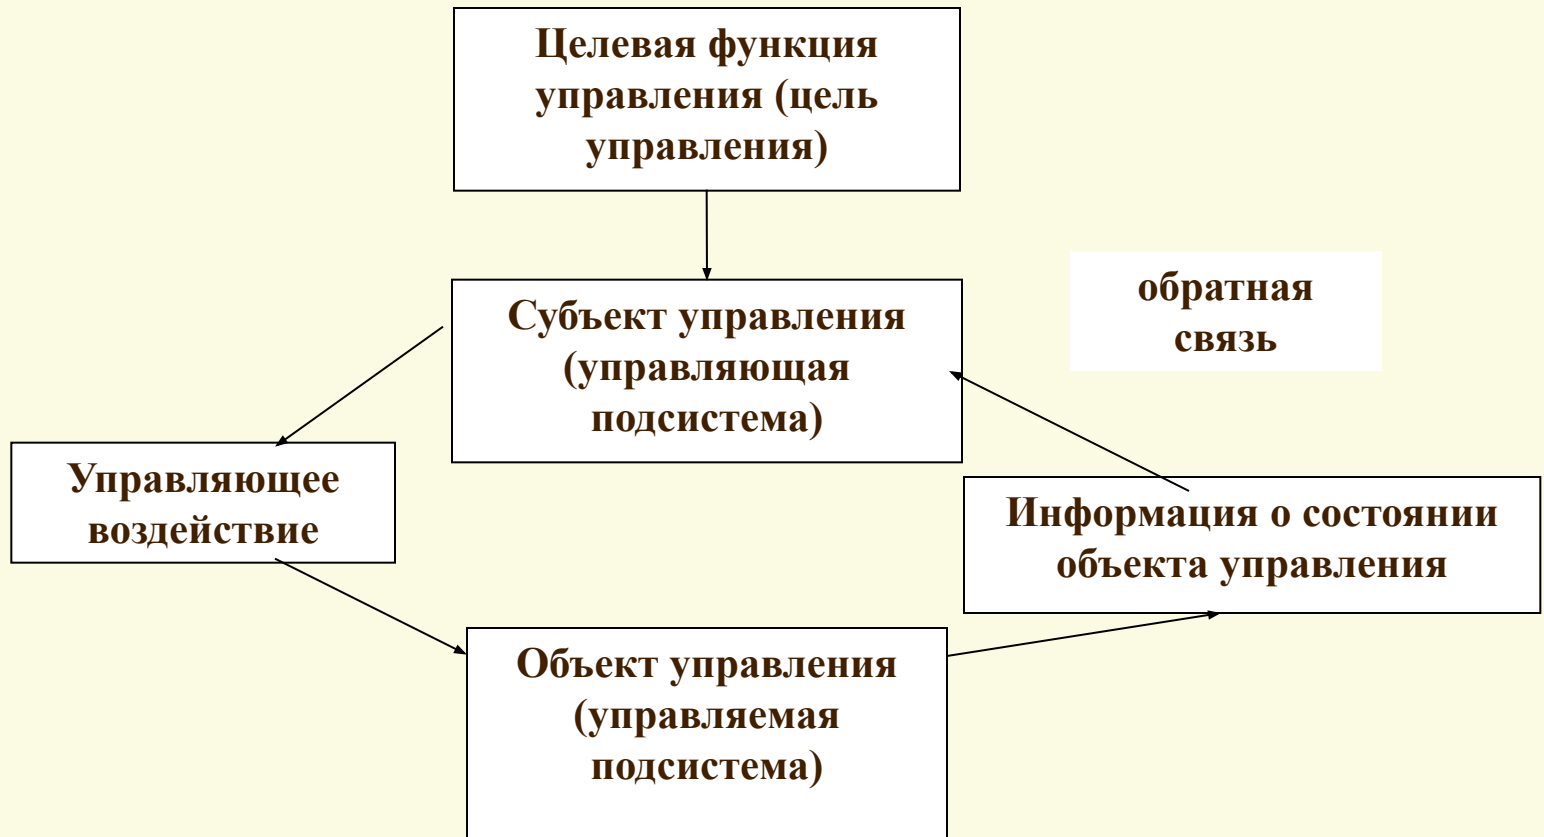 Целевая функция
управления (цель
управления)
обратная
связь
Субъект управления
(управляющая
подсистема)
Управляющее
воздействие
Информация о состоянии
объекта управления
Объект управления
(управляемая
подсистема)